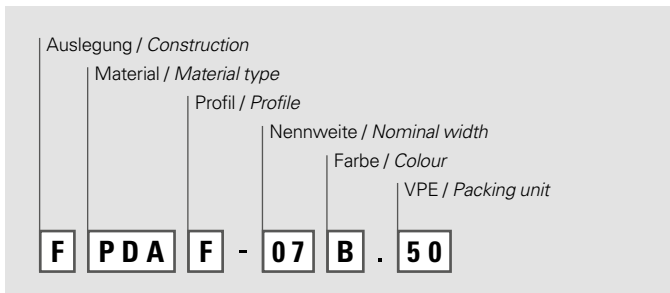 Auslegung / Construction
Material / Material type
Profil / Profile
Nennweite / Nominal width
Farbe / Colour
VPE / Packing unit
F PDA F - 07 B . 50